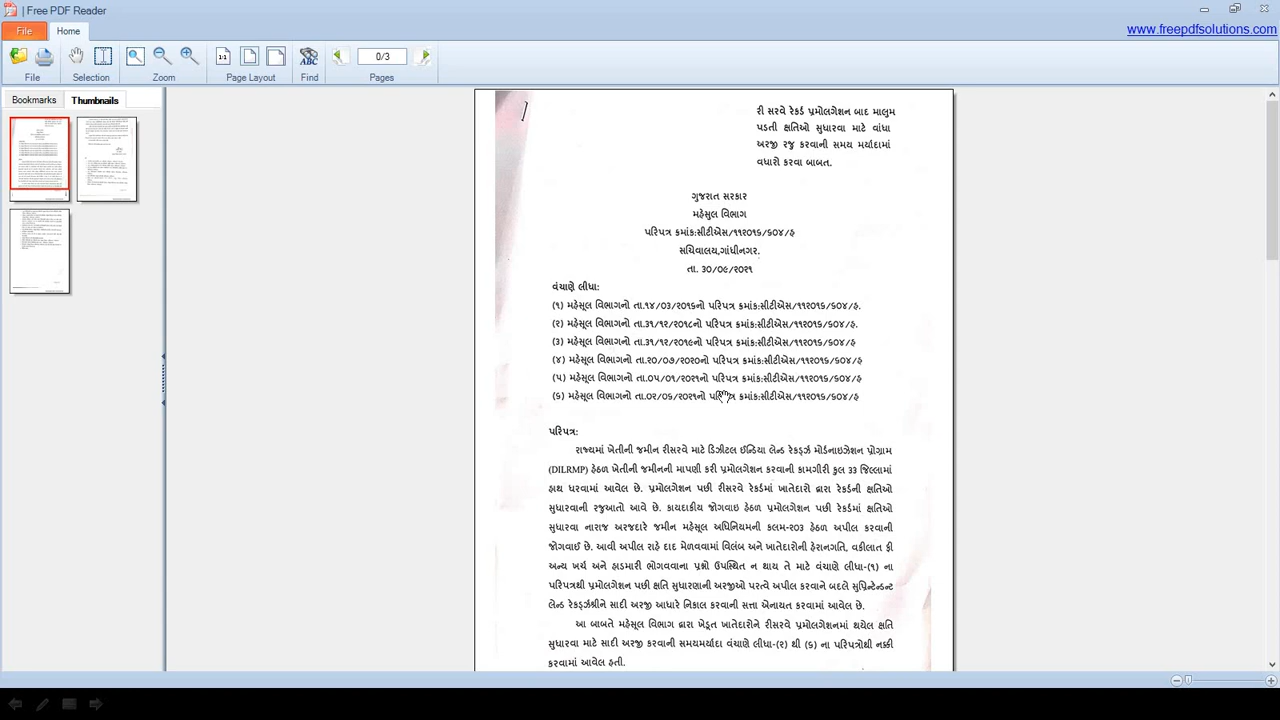 | Free PDF Reader
File
Home
www.freepdfsolutions.com
0/3
File
Selection
Zoom
Page Layout
Find
Pages
Bookmarks
Thumbnails
રી સરવે રેકર્ડ પ્રમોલગેશન બાદ માલુમ
પડતી ક્ષતિઓ સુધારવા માટે વાંધા
અરજી રજુ કરવાની સમય મર્યાદામાં
વધારો કરવા બાબત.
ગુજરાત સરકાર
મહેસુલ વિભાગ
પરિપત્ર ક્માંક:સીટીએસ/૧૧૨૦૧૬/૬૦૪/હ
સચિવાલય,ગાંધીનગર.
તા. ૩૦/૦૯/૨૦૨૧
વંચાણે લીધા:
(૧) મહેસૂલ વિભાગનો તા.૧૪/૦૩/૨૦૧૬નો પરિપત્ર ક્માંક:સીટીએસ/૧૧૨૦૧૬/૬૦૪/હ.
(૨) મહેસૂલ વિભાગનો તા.૩૧/૧૨/૨૦૧૮નો પરિપત્ર ક્માંક:સીટીએસ/૧૧૨૦૧૬/૬૦૪/હ.
(૩) મહેસૂલ વિભાગનો તા.૩૧/૧૨/૨૦૧૯નો પરિપત્ર ક્માંક:સીટીએસ/૧૧૨૦૧૬/૬૦૪/હ
(૪) મહેસૂલ વિભાગનો તા.૨૦/૦૭/૨૦૨૦નો પરિપત્ર ક્માંક:સીટીએસ/૧૧૨૦૧૬/૬૦૪/હ
(૫) મહેસૂલ વિભાગનો તા.૦૫/૦૧/૨૦૨૧નો પરિપત્ર ક્માંક:સીટીએસ/૧૧૨૦૧૬/૬૦૪/હ
(૬) મહેસૂલ વિભાગનો તા.૦૨/૦૬/૨૦૨૧નો પરિપત્ર ક્માંક:સીટીએસ/૧૧૨૦૧૬/૬૦૪/હ
પરિપત્ર:
રાજ્યમાં ખેતીની જમીન રીસરવે માટે ડિઝીટલ ઈન્ડિયા લેન્ડ રેકર્ડ્ઝ મોર્ડનાઇઝેશન પ્રોગ્રામ
(DILRMP) હેઠળ ખેતીની જમીનની માપણી કરી પ્રમોલગેશન કરવાની કામગીરી કુલ ૩૩ જિલ્લામાં
હાથ ધરવામાં આવેલ છે. પ્રમોલગેશન પછી રીસરવે રેકર્ડમાં ખાતેદારો દ્વારા રેકર્ડની ક્ષતિઓ
સુધારવાની રજુઆતો આવે છે. કાયદાકીય જોગવાઇ હેઠળ પ્રમોલગેશન પછી રેકર્ડમાં ક્ષતિઓ
સુધારવા નારાજ અરજદારે જમીન મહેસૂલ અધિનિયમની કલમ-૨૦૩ હેઠળ અપીલ કરવાની
જોગવાઈ છે. આવી અપીલ રાહે દાદ મેળવવામાં વિલંબ અને ખાતેદારોની હેરાનગતિ, વકીલાત ફી
અન્ય ખર્ચ અને હાડમારી ભોગવવાના પ્રશ્નો ઉપસ્થિત ન થાય તે માટે વંચાણે લીધા-(૧) ના
પરિપત્રથી પ્રમોલગેશન પછી ક્ષતિ સુધારણાની અરજીઓ પરત્વે અપીલ કરવાને બદલે સુપ્રિન્ટેન્ડન્ટ
લેન્ડ રેકર્ડ્ઝશ્રીને સાદી અરજી આધારે નિકાલ કરવાની સત્તા એનાયત કરવામાં આવેલ છે.
આ બાબતે મહેસૂલ વિભાગ દ્વારા ખેડૂત ખાતેદારોને રીસરવે પ્રમોલગેશનમાં થયેલ ક્ષતિ
સુધારવા માટે સાદી અરજી કરવાની સમયમર્યાદા વંચાણે લીધા-(૨) થી (૬) ના પરિપત્રોથી નક્કી
કરવામાં આવેલ હતી.